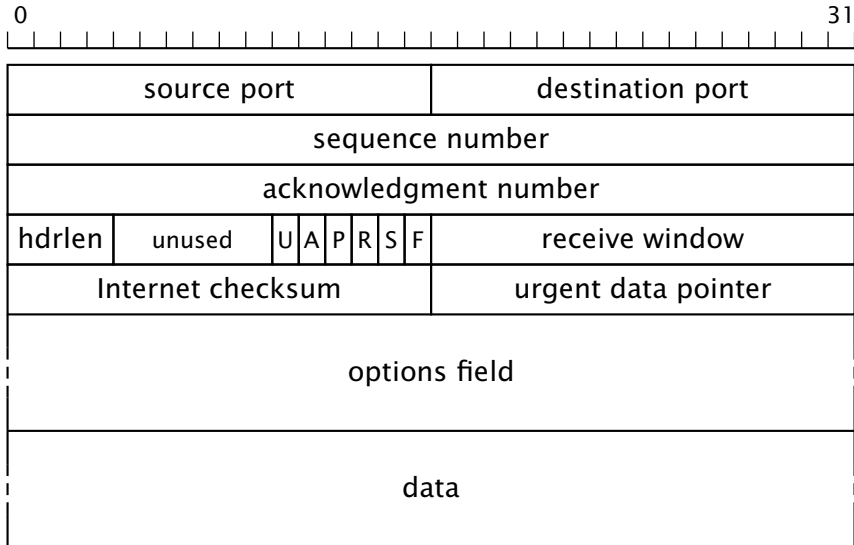 0 31
source port destination port
sequence number
acknowledgment number
hdrlen unused U A P R S F receive window
Internet checksum urgent data pointer
options field
data